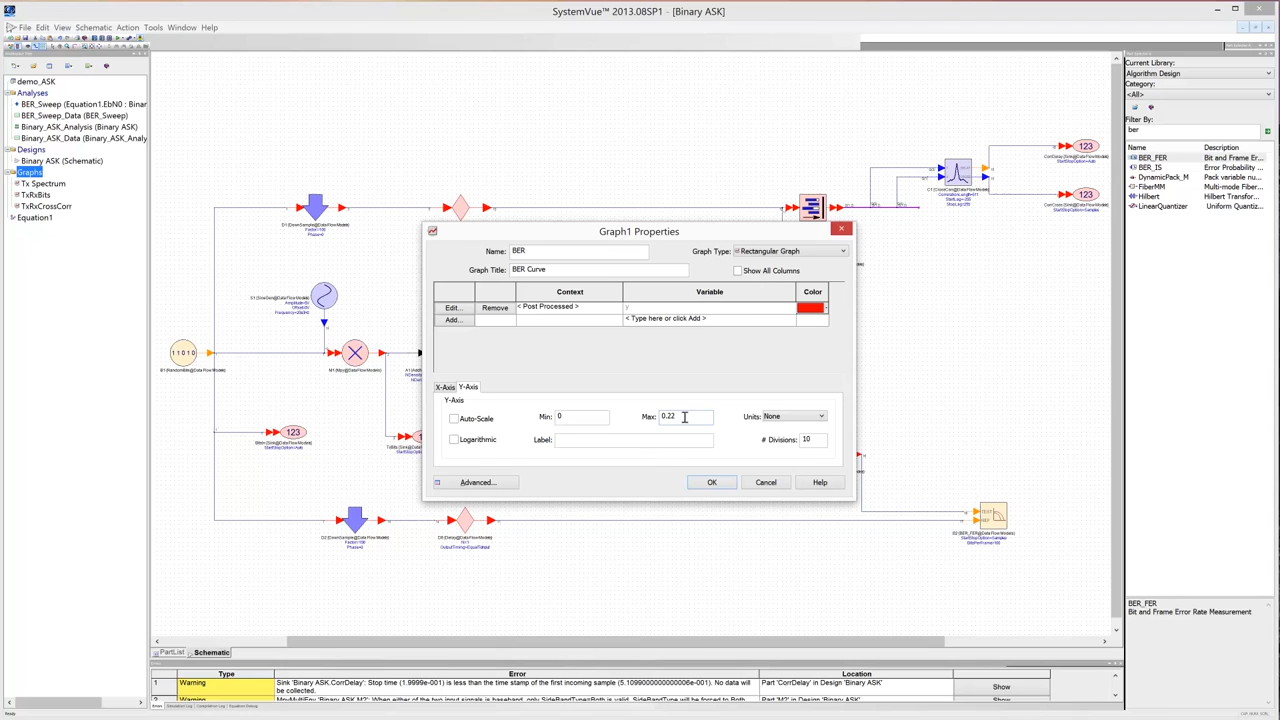 SystemVue™ 2013.08SP1 - [Binary ASK]
File Edit View Schematic Action Tools Window Help
demo_ASK
Analyses
BER_Sweep (Equation1.EbN0 : Binar
BER_Sweep_Data (BER_Sweep)
Binary_ASK_Analysis (Binary ASK)
Binary_ASK_Data (Binary_ASK_Analy
Designs
Binary ASK (Schematic)
Graphs
Tx Spectrum
TxRxBits
TxRxCrossCorr
Equation1
Current Library:
Algorithm Design
Category:
<All>
Filter By:
ber
Name Description
BER_FER Bit and Frame Er...
BER_IS Error Probability ...
DynamicPack_M Pack variable nu...
FiberMM Multi-mode Fiber...
Hilbert Hilbert Transfor...
LinearQuantizer Uniform Quantiz...
BER_FER
Bit and Frame Error Rate Measurement
123
123
11010
123
Graph1 Properties
Name: BER
Graph Type: Rectangular Graph
Graph Title: BER Curve
Show All Columns
Context Variable Color
Edit... Remove < Post Processed > y
Add... < Type here or click Add >
X-Axis Y-Axis
Y-Axis
Auto-Scale Min: 0 Max: 0.22 Units: None
Logarithmic Label: # Divisions: 10
Advanced... OK Cancel Help
PartList Schematic
Type Error Location
1 Warning Sink 'Binary ASK.CorrDelay': Stop time (1.9999e-001) is less than the time stamp of the first incoming sample (5.1100000000006e-001). No data will be collected. Part 'CorrDelay' in Design 'Binary ASK' Show